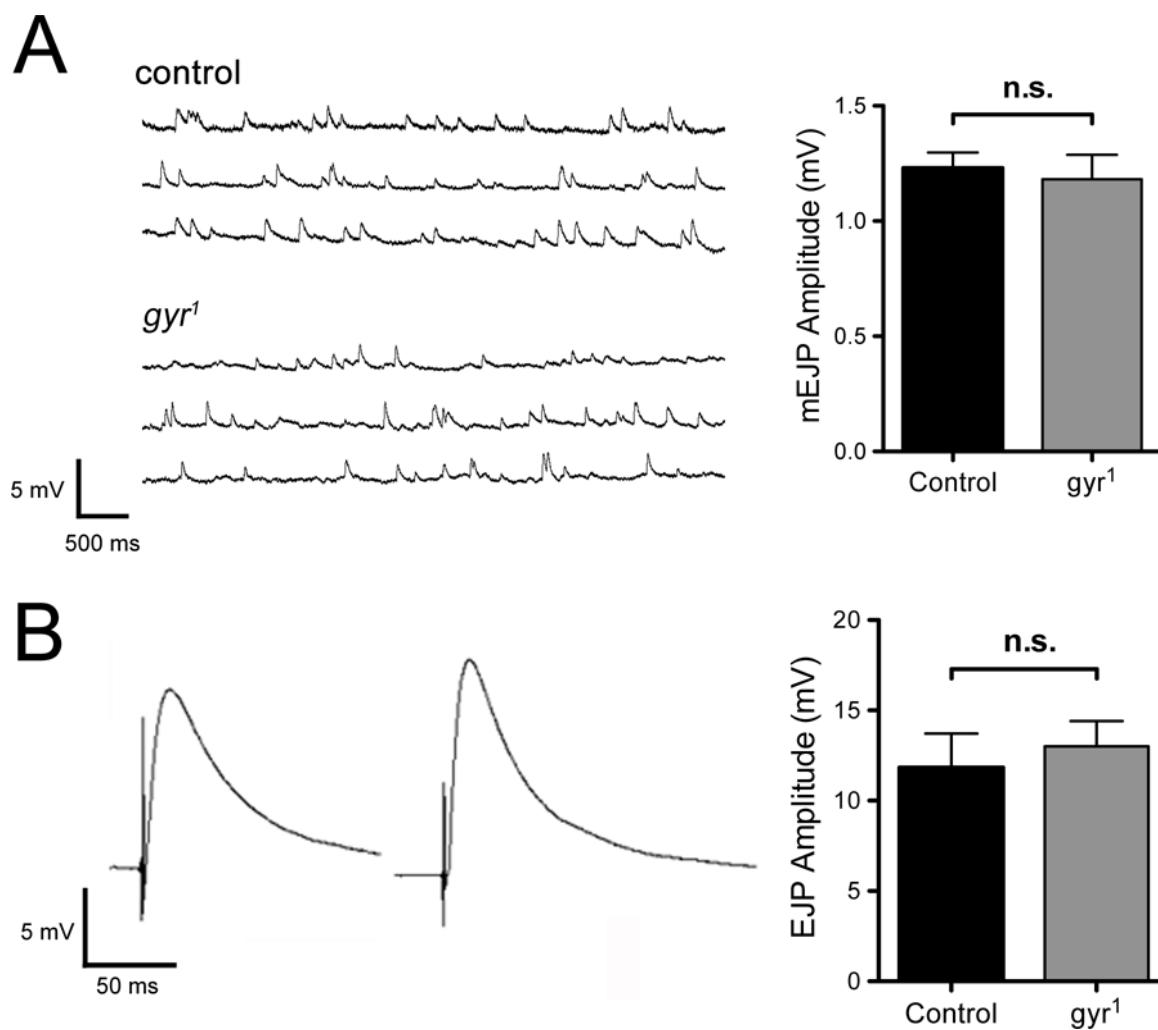 A
control
gyr¹
5 mV
500 ms
n.s.
1.5
1.0
0.5
0.0
mEJP Amplitude (mV)
Control
gyr¹
B
5 mV
50 ms
n.s.
20
15
10
5
0
EJP Amplitude (mV)
Control
gyr¹